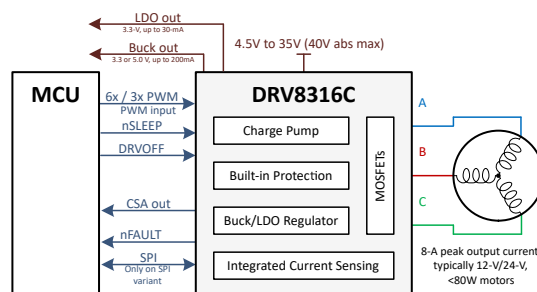 LDO out
3.3-V, up to 30-mA
Buck out
3.3 or 5.0 V, up to 200mA
4.5V to 35V (40V abs max)
MCU
DRV8316C
6x / 3x PWM
PWM input
nSLEEP
DRVOFF
CSA out
nFAULT
SPI
Only on SPI
variant
Charge Pump
Built-in Protection
Buck/LDO Regulator
Integrated Current Sensing
MOSFETs
A
B
C
8-A peak output current
typically 12-V/24-V,
<80W motors